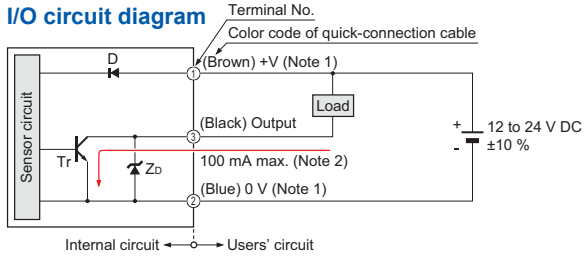 I/O circuit diagram
Terminal No.
Color code of quick-connection cable
D
1
(Brown) +V (Note 1)
Sensor circuit
Load
3
(Black) Output
+
-
12 to 24 V DC
±10 %
Tr
ZD
100 mA max. (Note 2)
2
(Blue) 0 V (Note 1)
Internal circuit
Users' circuit